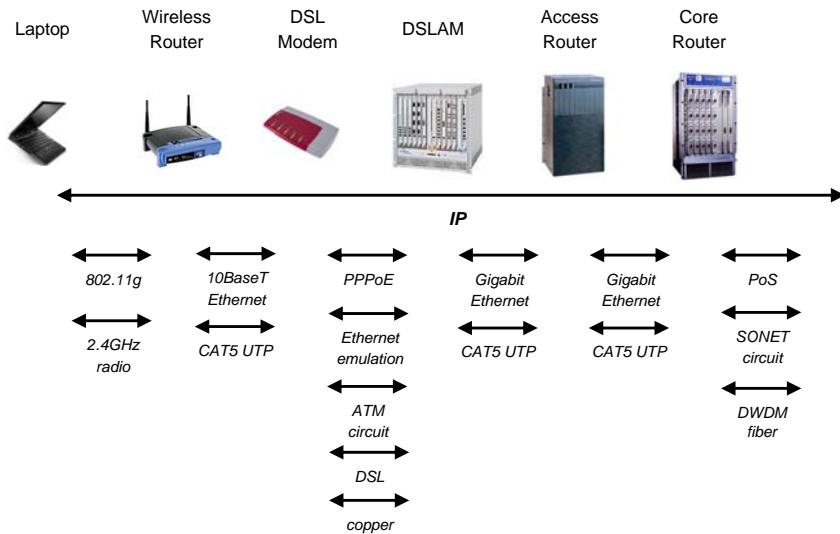 Laptop
Wireless
Router
DSL
Modem
DSLAM
Access
Router
Core
Router
IP
802.11g
10BaseT
Ethernet
PPPoE
Gigabit
Ethernet
Gigabit
Ethernet
PoS
2.4GHz
radio
CAT5 UTP
Ethernet
emulation
CAT5 UTP
CAT5 UTP
SONET
circuit
ATM
circuit
DWDM
fiber
DSL
copper